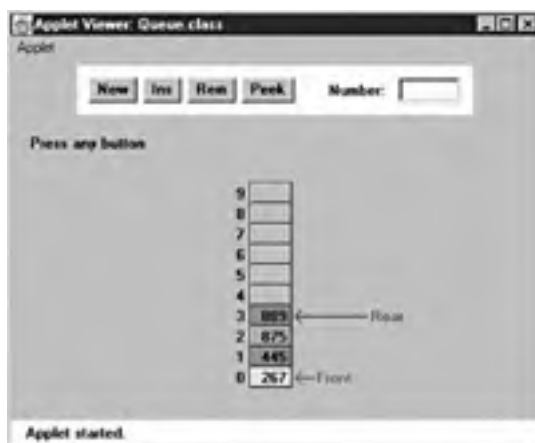 Applet Viewer: Queue.class
Applet
New Ins Rem Peek Number:
Press any button
9
8
7
6
5
4
3 889 Rear
2 875
1 445
0 267 Front
Applet started.